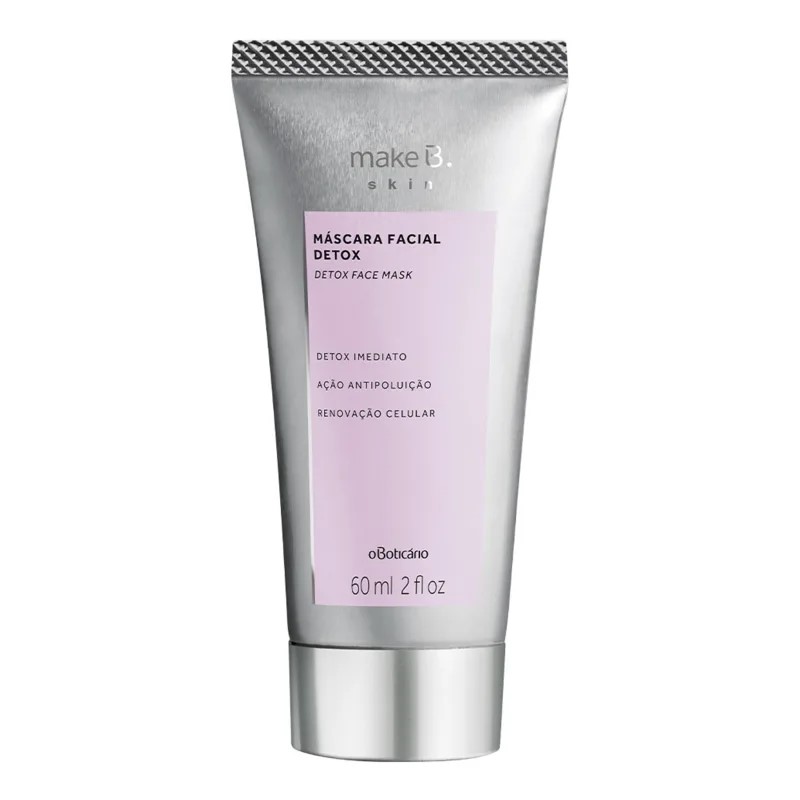 make B.
skin
MÁSCARA FACIAL
DETOX
DETOX FACE MASK
DETOX IMEDIATO
AÇÃO ANTIPOLUIÇÃO
RENOVAÇÃO CELULAR
oBoticário
60 ml 2 fl oz